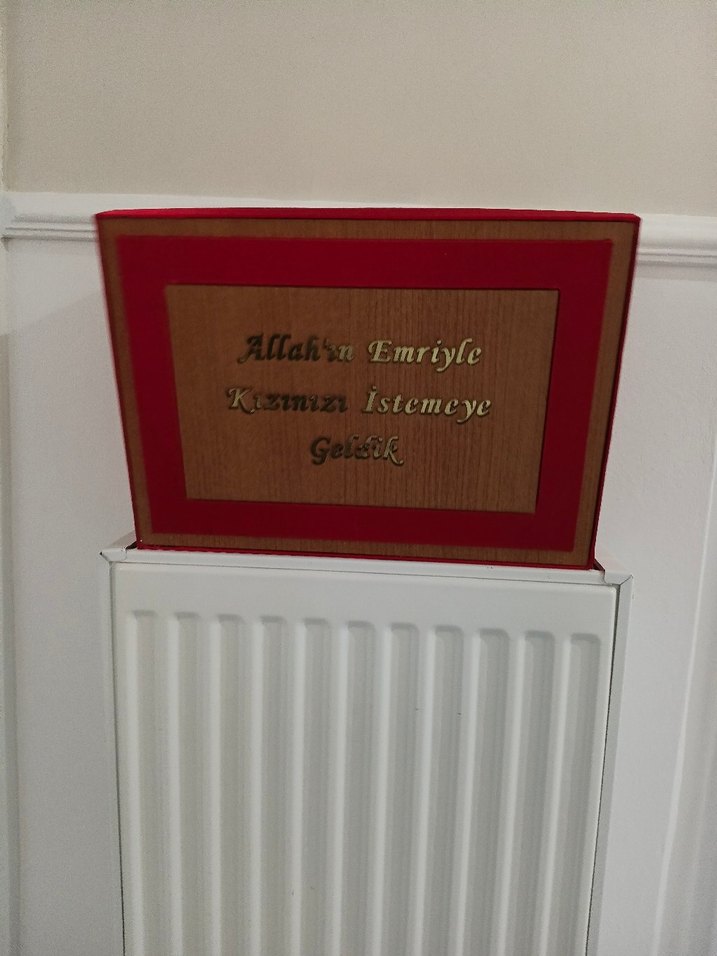 Allah'ın Emriyle
Kızınızı İstemeye
Geldik